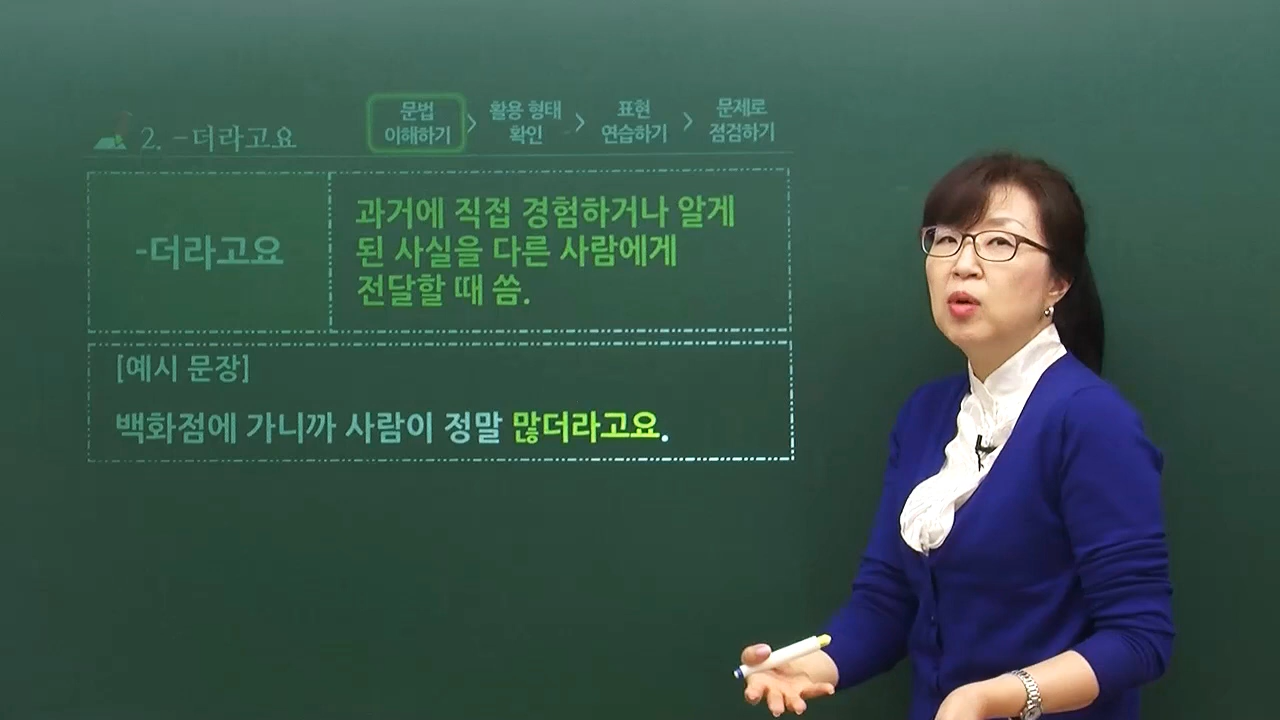 2. -더라고요
문법
이해하기
활용 형태
확인
표현
연습하기
문제로
점검하기
-더라고요
과거에 직접 경험하거나 알게
된 사실을 다른 사람에게
전달할 때 씀.
[예시 문장]
백화점에 가니까 사람이 정말 많더라고요.